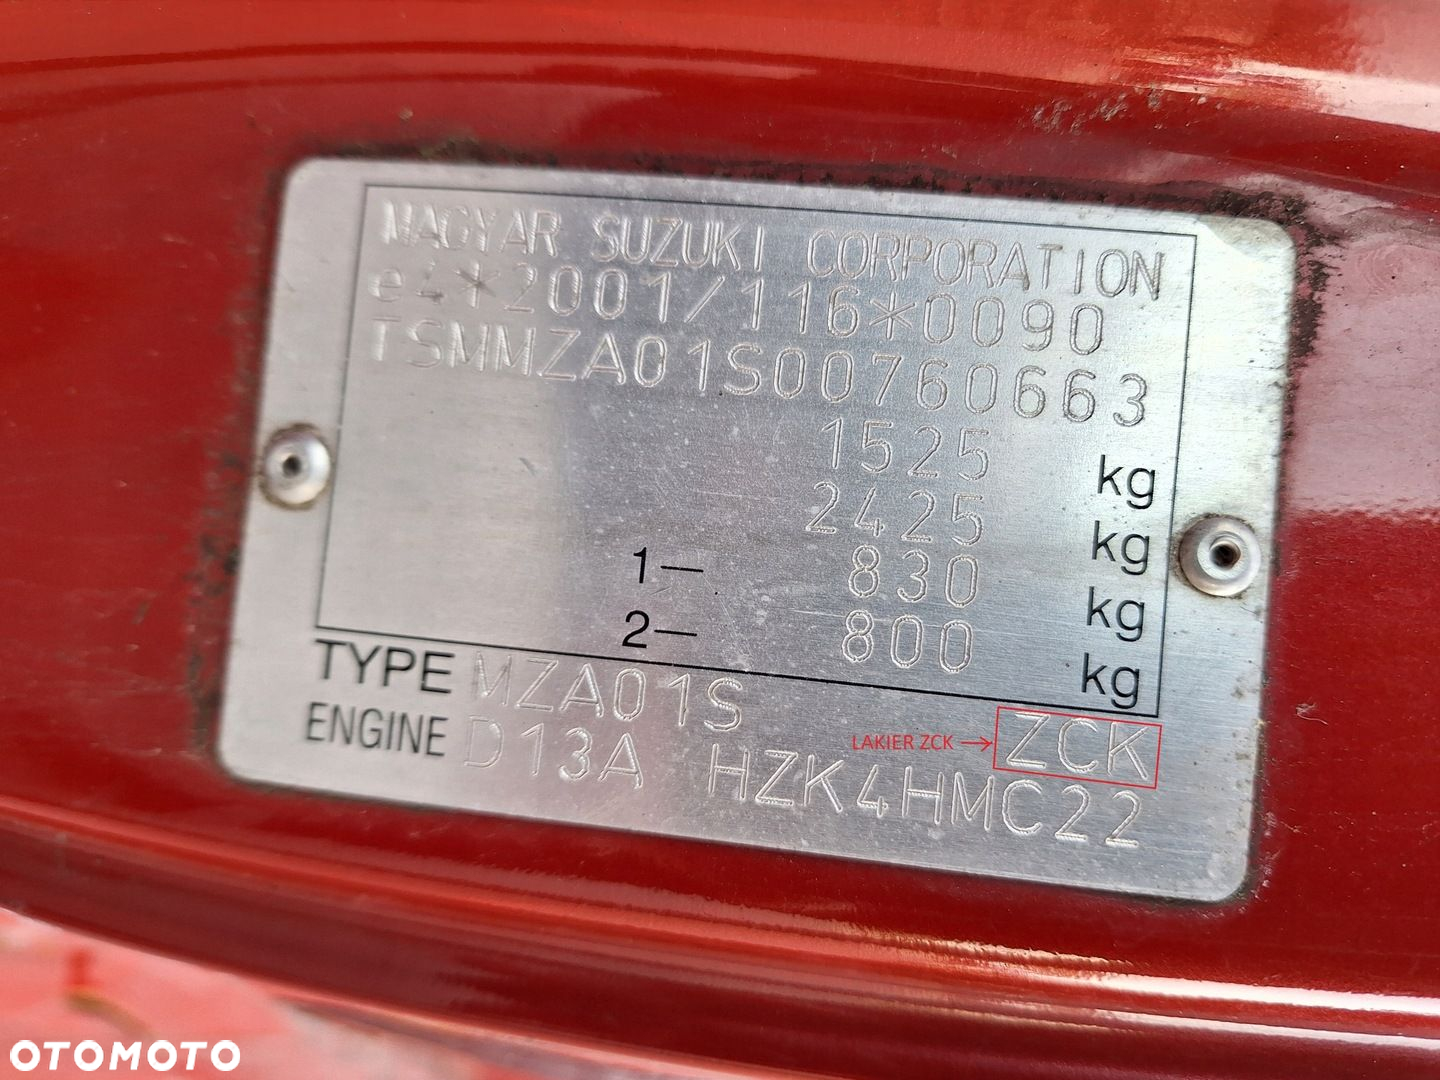 MAGYAR SUZUKI CORPORATION
e4*2001/116*0090
TSMMZA01S00760663
1525 kg
2425 kg
1— 830 kg
2— 800 kg
TYPE MZA01S
LAKIER ZCK → ZCK
ENGINE D13A HZK4HMC22
OTOMOTO